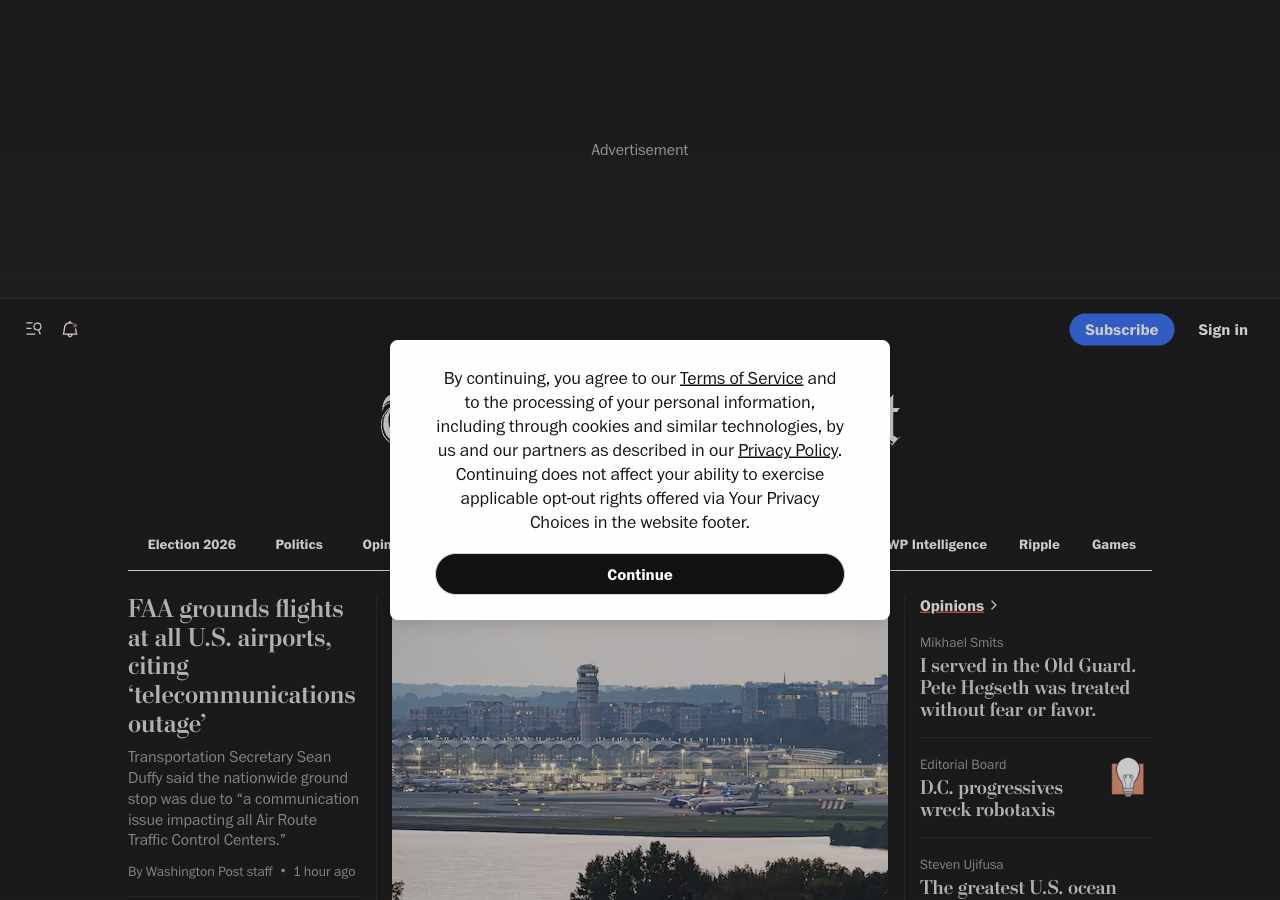 Advertisement
Subscribe
Sign in
By continuing, you agree to our Terms of Service and
to the processing of your personal information,
including through cookies and similar technologies, by
us and our partners as described in our Privacy Policy.
Continuing does not affect your ability to exercise
applicable opt-out rights offered via Your Privacy
Choices in the website footer.
Continue
Election 2026
Politics
Opin
WP Intelligence
Ripple
Games
FAA grounds flights
at all U.S. airports,
citing
‘telecommunications
outage’
Transportation Secretary Sean
Duffy said the nationwide ground
stop was due to “a communication
issue impacting all Air Route
Traffic Control Centers.”
By Washington Post staff • 1 hour ago
Opinions
Mikhael Smits
I served in the Old Guard.
Pete Hegseth was treated
without fear or favor.
Editorial Board
D.C. progressives
wreck robotaxis
Steven Ujifusa
The greatest U.S. ocean